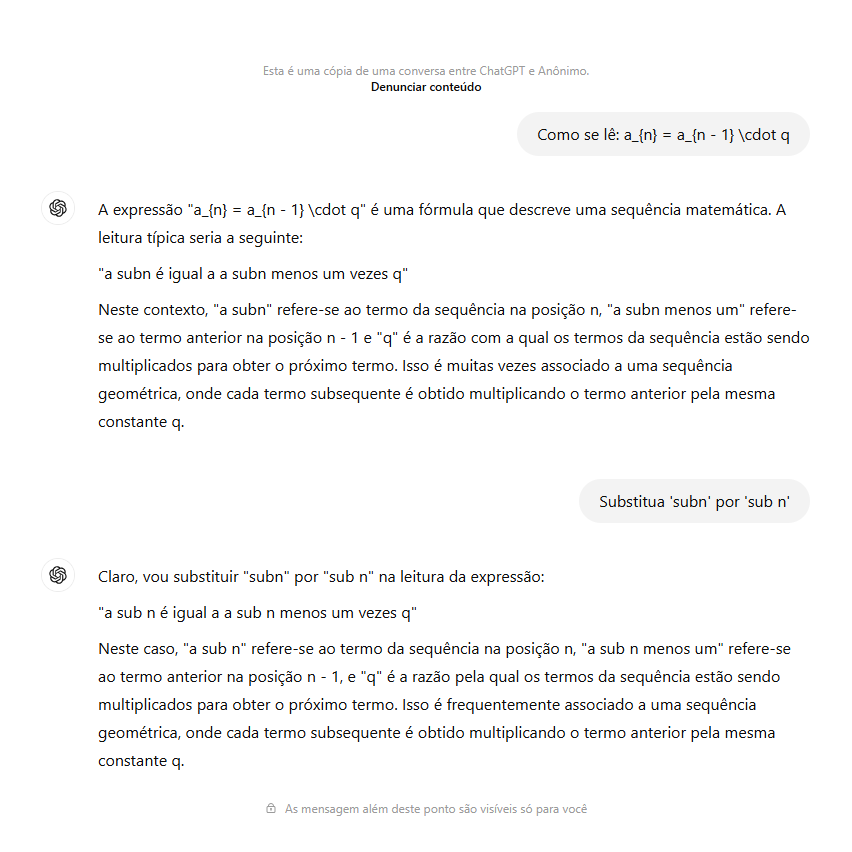 Esta é uma cópia de uma conversa entre ChatGPT e Anônimo.
Denunciar conteúdo
Como se lê: a_{n} = a_{n - 1} \cdot q
A expressão "a_{n} = a_{n - 1} \cdot q" é uma fórmula que descreve uma sequência matemática. A
leitura típica seria a seguinte:
"a subn é igual a a subn menos um vezes q"
Neste contexto, "a subn" refere-se ao termo da sequência na posição n, "a subn menos um" refere-
se ao termo anterior na posição n - 1 e "q" é a razão com a qual os termos da sequência estão sendo
multiplicados para obter o próximo termo. Isso é muitas vezes associado a uma sequência
geométrica, onde cada termo subsequente é obtido multiplicando o termo anterior pela mesma
constante q.
Substitua 'subn' por 'sub n'
Claro, vou substituir "subn" por "sub n" na leitura da expressão:
"a sub n é igual a a sub n menos um vezes q"
Neste caso, "a sub n" refere-se ao termo da sequência na posição n, "a sub n menos um" refere-se
ao termo anterior na posição n - 1, e "q" é a razão pela qual os termos da sequência estão sendo
multiplicados para obter o próximo termo. Isso é frequentemente associado a uma sequência
geométrica, onde cada termo subsequente é obtido multiplicando o termo anterior pela mesma
constante q.
As mensagem além deste ponto são visíveis só para você